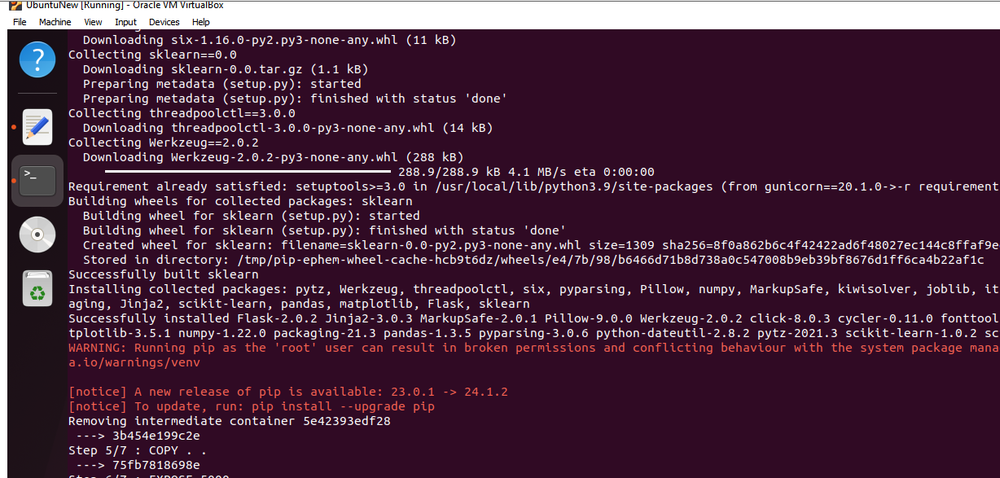 UbuntuNew [Running] - Oracle VM VirtualBox
File Machine View Input Devices Help
Downloading six-1.16.0-py2.py3-none-any.whl (11 kB)
Collecting sklearn==0.0
Downloading sklearn-0.0.tar.gz (1.1 kB)
Preparing metadata (setup.py): started
Preparing metadata (setup.py): finished with status 'done'
Collecting threadpoolctl==3.0.0
Downloading threadpoolctl-3.0.0-py3-none-any.whl (14 kB)
Collecting Werkzeug==2.0.2
Downloading Werkzeug-2.0.2-py3-none-any.whl (288 kB)
288.9/288.9 kB 4.1 MB/s eta 0:00:00
Requirement already satisfied: setuptools>=3.0 in /usr/local/lib/python3.9/site-packages (from gunicorn==20.1.0->-r requirement
Building wheels for collected packages: sklearn
Building wheel for sklearn (setup.py): started
Building wheel for sklearn (setup.py): finished with status 'done'
Created wheel for sklearn: filename=sklearn-0.0-py2.py3-none-any.whl size=1309 sha256=8f0a862b6c4f42422ad6f48027ec144c8ffaf9e
Stored in directory: /tmp/pip-ephem-wheel-cache-hcb9t6dz/wheels/e4/7b/98/b6466d71b8d738a0c547008b9eb39bf8676d1ff6ca4b22af1c
Successfully built sklearn
Installing collected packages: pytz, Werkzeug, threadpoolctl, six, pyparsing, Pillow, numpy, MarkupSafe, kiwisolver, joblib, it
aging, Jinja2, scikit-learn, pandas, matplotlib, Flask, sklearn
Successfully installed Flask-2.0.2 Jinja2-3.0.3 MarkupSafe-2.0.1 Pillow-9.0.0 Werkzeug-2.0.2 click-8.0.3 cycler-0.11.0 fonttool
tplotlib-3.5.1 numpy-1.22.0 packaging-21.3 pandas-1.3.5 pyparsing-3.0.6 python-dateutil-2.8.2 pytz-2021.3 scikit-learn-1.0.2 sc
WARNING: Running pip as the 'root' user can result in broken permissions and conflicting behaviour with the system package mana
a.io/warnings/venv
[notice] A new release of pip is available: 23.0.1 -> 24.1.2
[notice] To update, run: pip install --upgrade pip
Removing intermediate container 5e42393edf28
---> 3b454e199c2e
Step 5/7 : COPY . .
---> 75fb7818698e
Step 6/7 : EXPOSE 5000